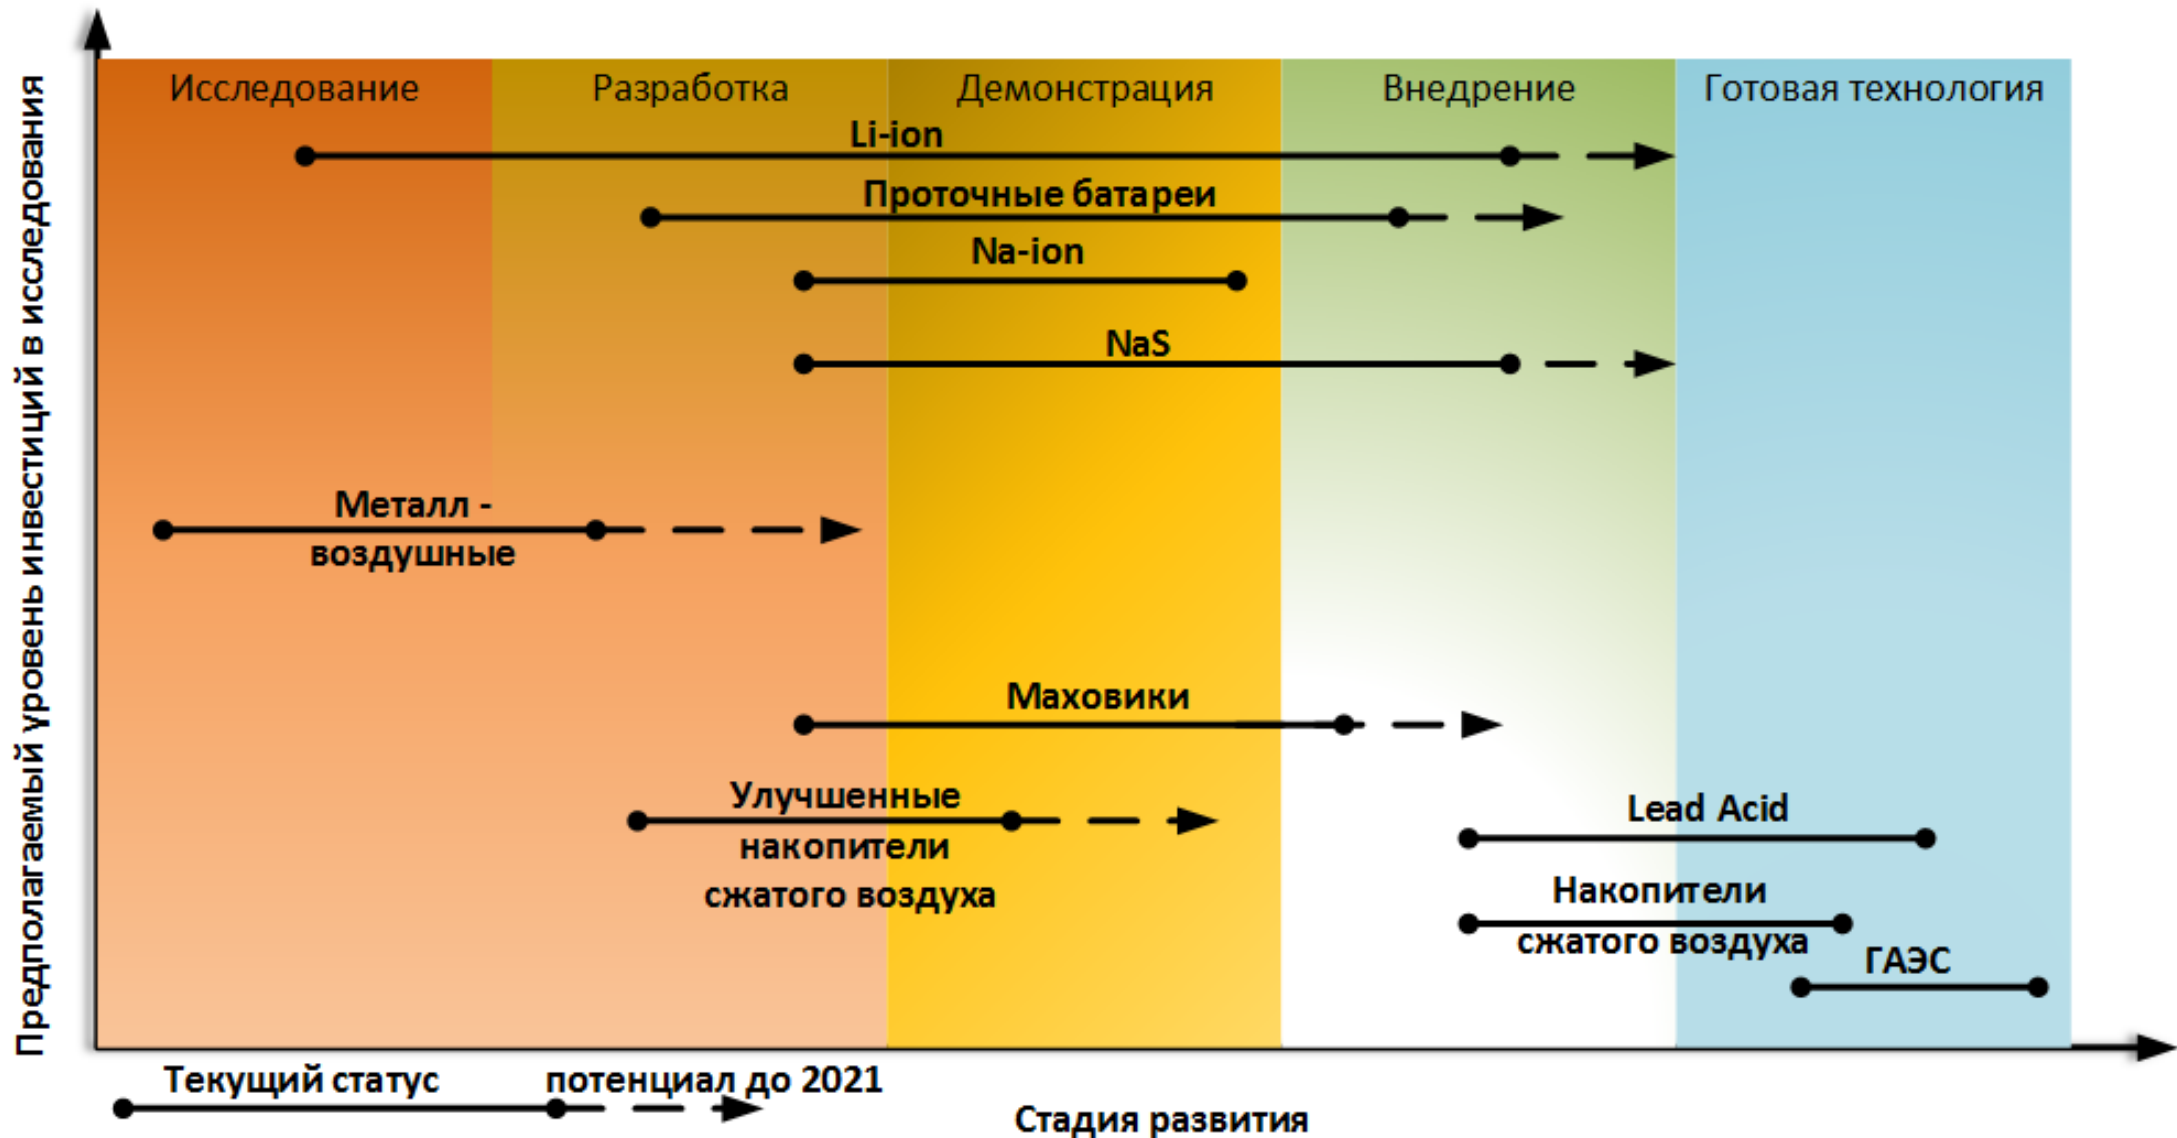 Предполагаемый уровень инвестиций в исследования
Исследование
Разработка
Демонстрация
Внедрение
Готовая технология
Li-ion
Проточные батареи
Na-ion
NaS
Металл -
воздушные
Маховики
Улучшенные
накопители
сжатого воздуха
Lead Acid
Накопители
сжатого воздуха
ГАЭС
Текущий статус
потенциал до 2021
Стадия развития